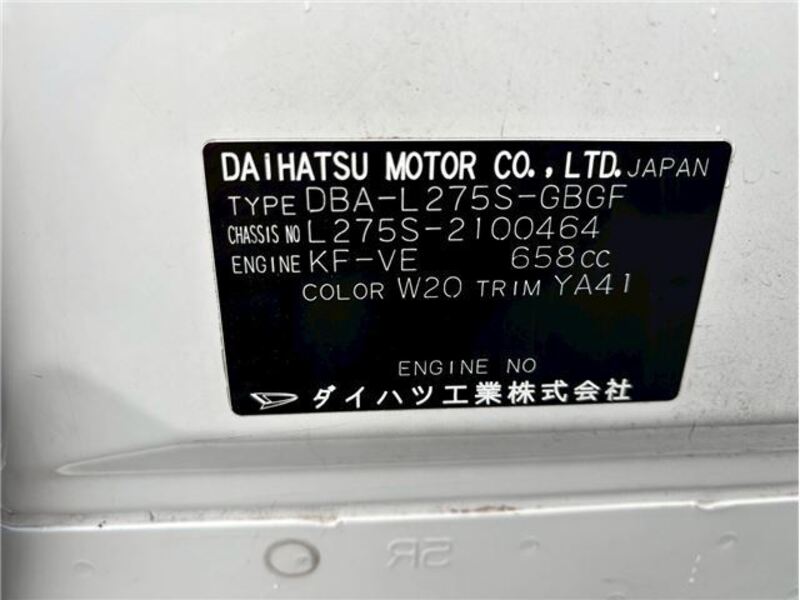 DAIHATSU MOTOR CO., LTD. JAPAN
TYPE DBA-L275S-GBGF
CHASSIS NO L275S-2100464
ENGINE KF-VE 658cc
COLOR W20 TRIM YA41
ENGINE NO
ダイハツ工業株式会社
SR